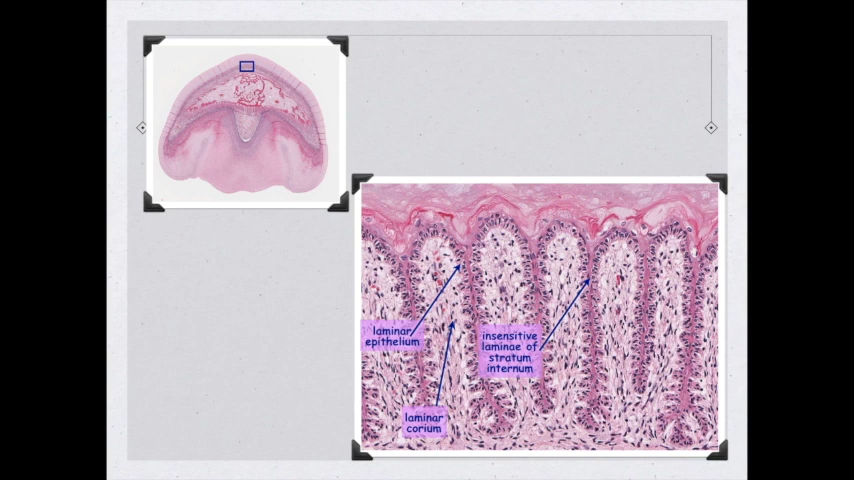 laminar
epithelium
insensitive
laminae of
stratum
internum
laminar
corium